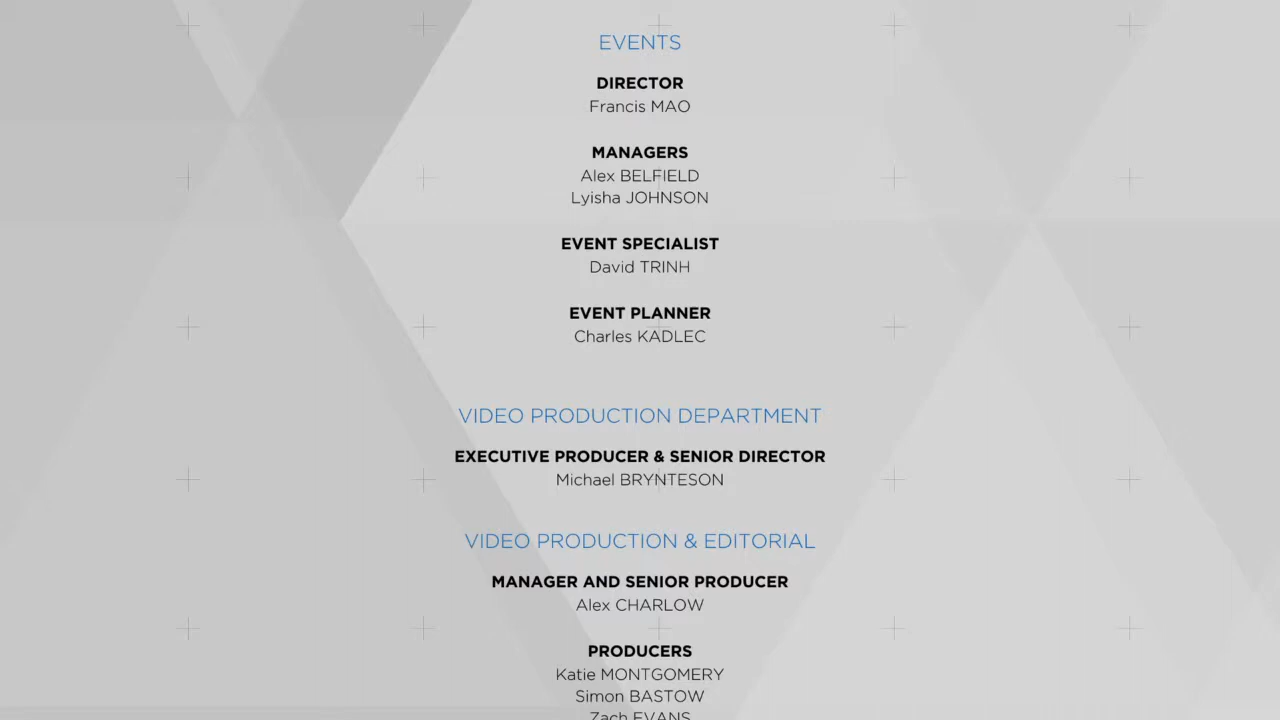 EVENTS
DIRECTOR
Francis MAO
MANAGERS
Alex BELFIELD
Lyisha JOHNSON
EVENT SPECIALIST
David TRINH
EVENT PLANNER
Charles KADLEC
VIDEO PRODUCTION DEPARTMENT
EXECUTIVE PRODUCER & SENIOR DIRECTOR
Michael BRYNTESON
VIDEO PRODUCTION & EDITORIAL
MANAGER AND SENIOR PRODUCER
Alex CHARLOW
PRODUCERS
Katie MONTGOMERY
Simon BASTOW
Zach EVANS